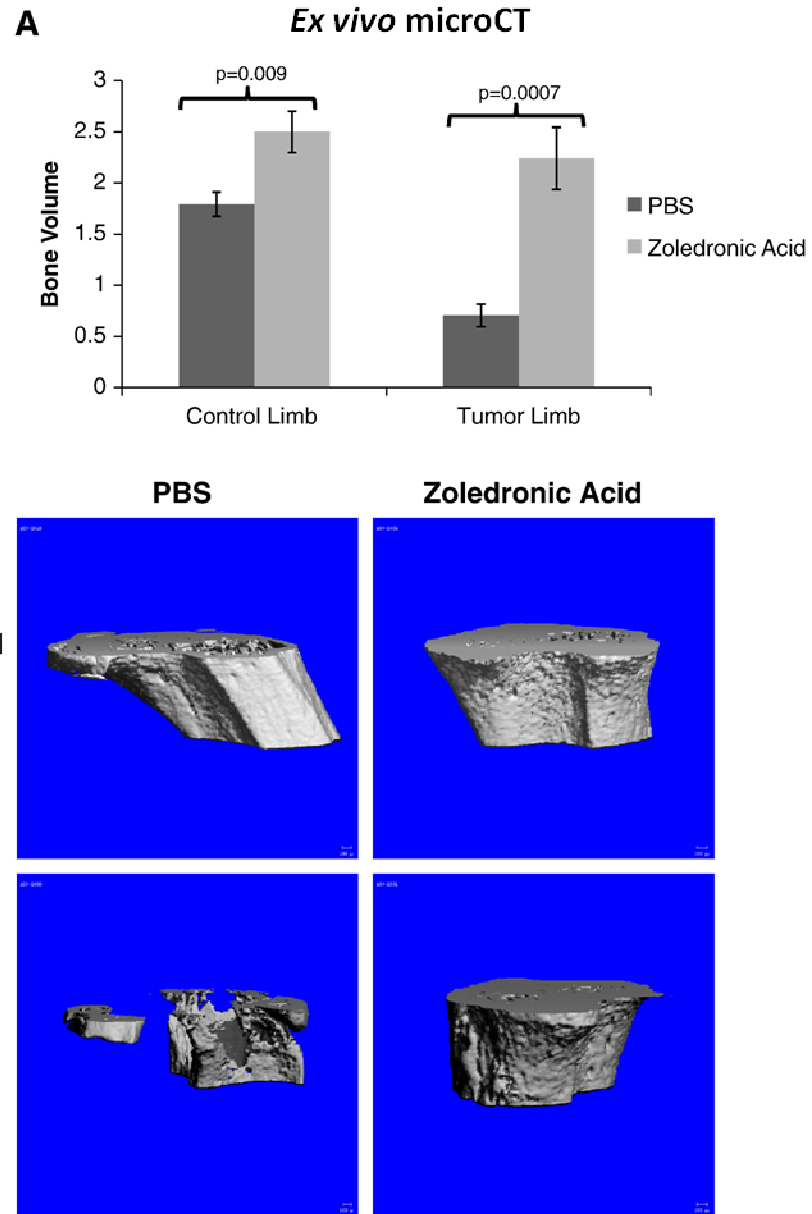 A
Ex vivo microCT
p=0.009
p=0.0007
3
2.5
2
1.5
1
0.5
0
Bone Volume
PBS
Zoledronic Acid
Control Limb
Tumor Limb
PBS
Zoledronic Acid